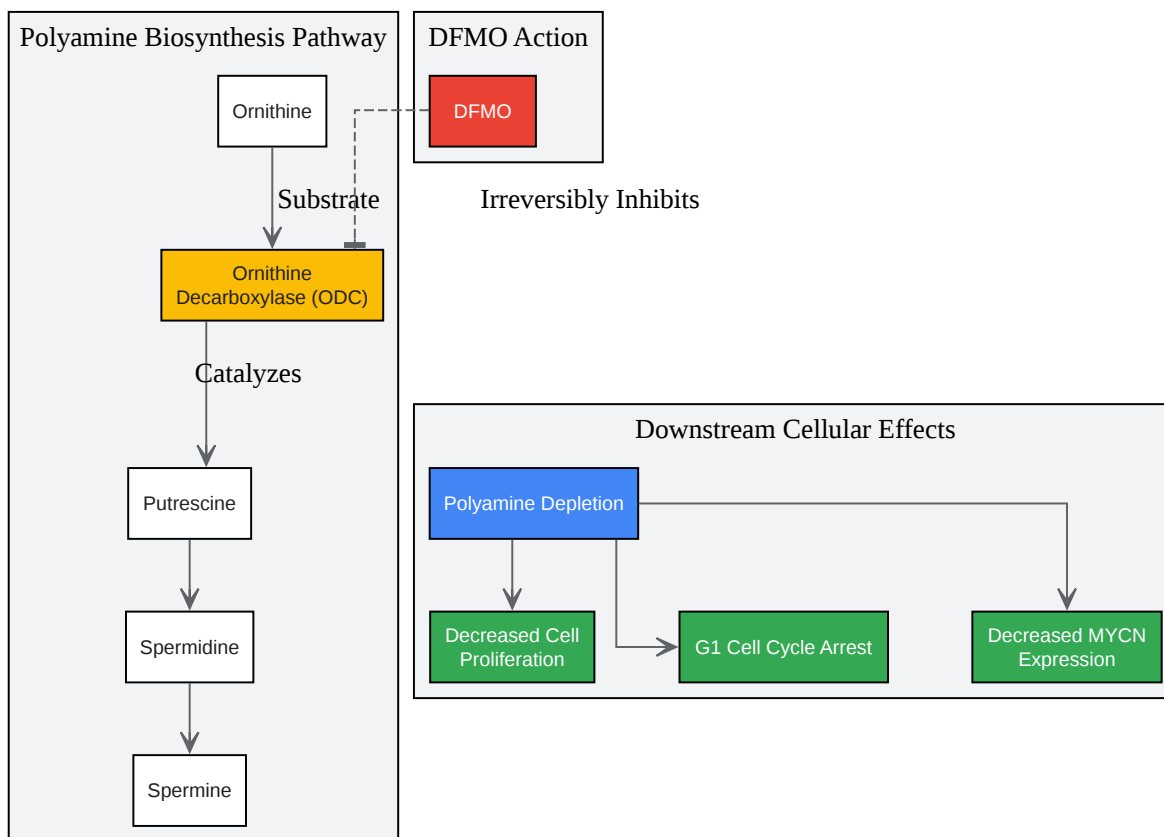 Polyamine Biosynthesis Pathway
Ornithine
Substrate
Ornithine
Decarboxylase (ODC)
Catalyzes
Putrescine
Spermidine
Spermine
DFMO Action
DFMO
Irreversibly Inhibits
Downstream Cellular Effects
Polyamine Depletion
Decreased Cell
Proliferation
G1 Cell Cycle Arrest
Decreased MYCN
Expression